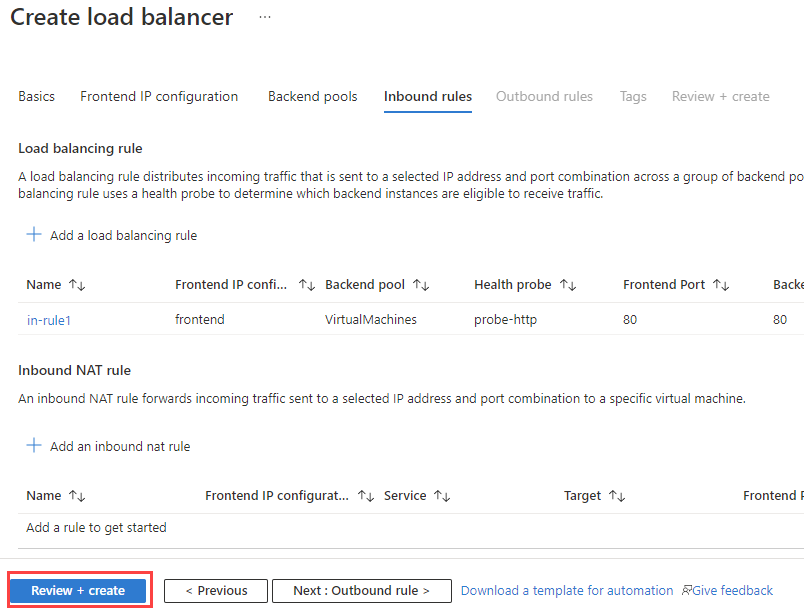 Create load balancer ...
Basics Frontend IP configuration Backend pools Inbound rules Outbound rules Tags Review + create
Load balancing rule
A load balancing rule distributes incoming traffic that is sent to a selected IP address and port combination across a group of backend po
balancing rule uses a health probe to determine which backend instances are eligible to receive traffic.
+ Add a load balancing rule
Name ↑↓ Frontend IP confi... ↑↓ Backend pool ↑↓ Health probe ↑↓ Frontend Port ↑↓ Backe
in-rule1 frontend VirtualMachines probe-http 80 80
Inbound NAT rule
An inbound NAT rule forwards incoming traffic sent to a selected IP address and port combination to a specific virtual machine.
+ Add an inbound nat rule
Name ↑↓ Frontend IP configurat... ↑↓ Service ↑↓ Target ↑↓ Frontend P
Add a rule to get started
Review + create < Previous Next : Outbound rule > Download a template for automation Give feedback